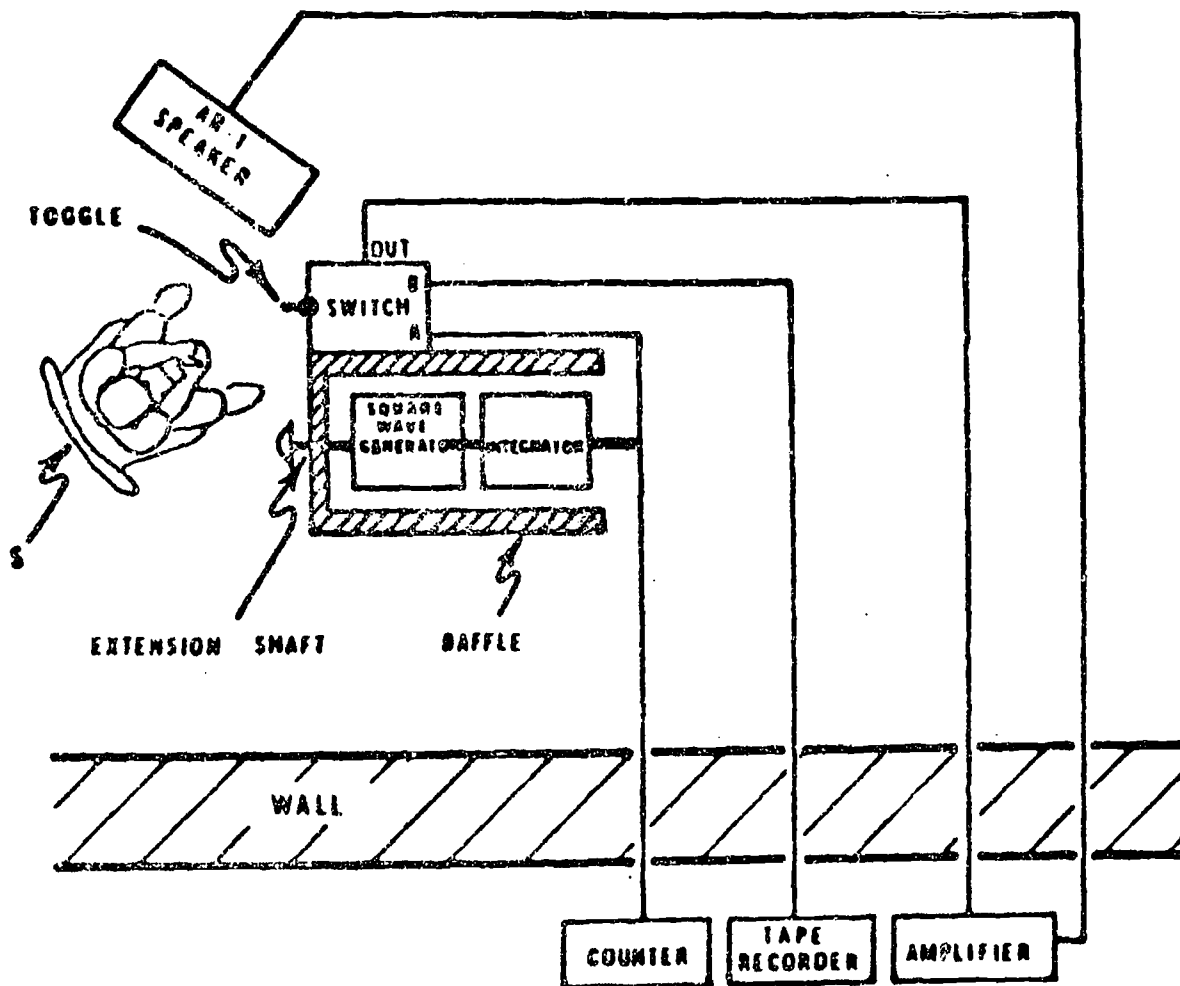 AR-1
SPEAKER
TOGGLE
OUT
B
SWITCH
A
SQUARE
WAVE
GENERATOR
INTEGRATOR
S
EXTENSION SHAFT
BAFFLE
WALL
COUNTER
TAPE
RECORDER
AMPLIFIER